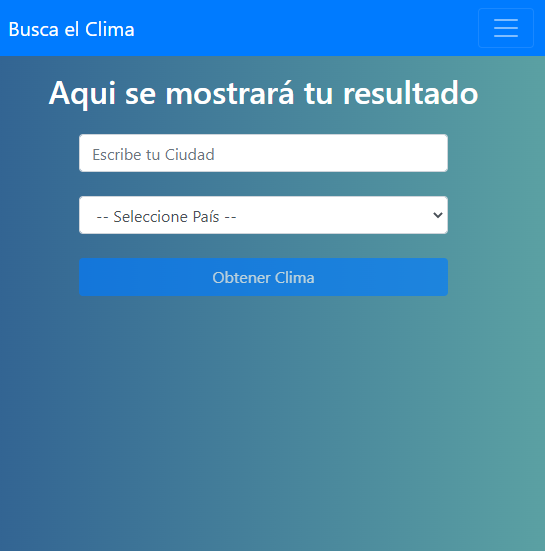 Busca el Clima
Aqui se mostrará tu resultado
Escribe tu Ciudad
-- Seleccione País --
Obtener Clima